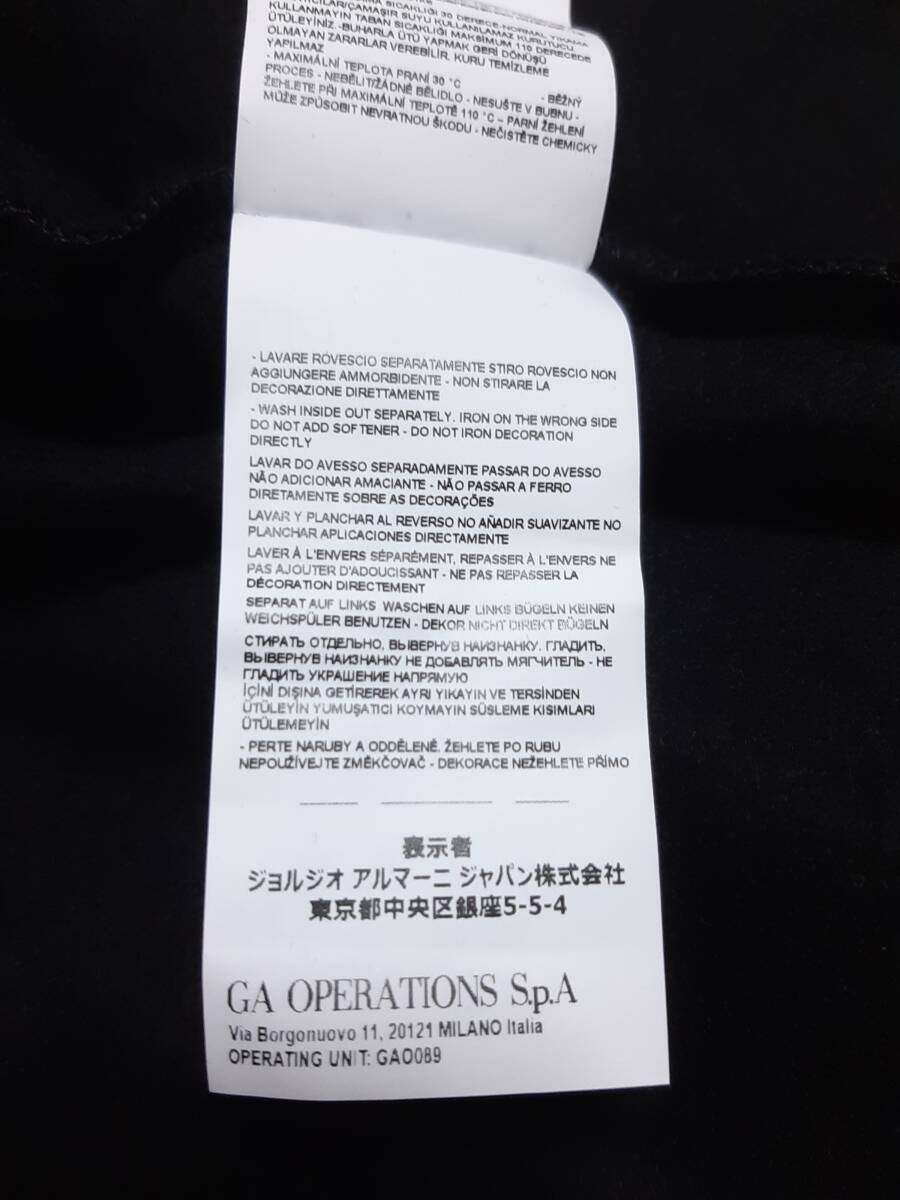 KULLANMAYIN TABAN SICAKLIĞI MAKSİMUM 110 DERECEDE
ÜTÜLEYİNİZ.-BUHARLA ÜTÜ YAPMAK GERİ DÖNÜŞÜ
OLMAYAN ZARARLAR VEREBİLİR. KURU TEMİZLEME
YAPILMAZ
- MAXIMÁLNÍ TEPLOTA PRANÍ 30 °C - BĚŽNÝ
PROCES - NEBĚLIT/ŽÁDNÉ BĚLIDLO - NESUŠTE V BUBNU -
ŽEHLETE PŘI MAXIMÁLNÍ TEPLOTĚ 110 °C – PARNÍ ŽEHLENÍ
MŮŽE ZPŮSOBIT NEVRATNOU ŠKODU - NEČISTĚTE CHEMICKY
- LAVARE ROVESCIO SEPARATAMENTE STIRO ROVESCIO NON
AGGIUNGERE AMMORBIDENTE - NON STIRARE LA
DECORAZIONE DIRETTAMENTE
- WASH INSIDE OUT SEPARATELY. IRON ON THE WRONG SIDE
DO NOT ADD SOFTENER - DO NOT IRON DECORATION
DIRECTLY
LAVAR DO AVESSO SEPARADAMENTE PASSAR DO AVESSO
NÃO ADICIONAR AMACIANTE - NÃO PASSAR A FERRO
DIRETAMENTE SOBRE AS DECORAÇÕES
LAVAR Y PLANCHAR AL REVERSO NO AÑADIR SUAVIZANTE NO
PLANCHAR APLICACIONES DIRECTAMENTE
LAVER À L'ENVERS SÉPARÉMENT, REPASSER À L'ENVERS NE
PAS AJOUTER D'ADOUCISSANT - NE PAS REPASSER LA
DÉCORATION DIRECTEMENT
SEPARAT AUF LINKS WASCHEN AUF LINKS BÜGELN KEINEN
WEICHSPÜLER BENUTZEN - DEKOR NICHT DIREKT BÜGELN
СТИРАТЬ ОТДЕЛЬНО, ВЫВЕРНУВ НАИЗНАНКУ. ГЛАДИТЬ,
ВЫВЕРНУВ НАИЗНАНКУ НЕ ДОБАВЛЯТЬ МЯГЧИТЕЛЬ - НЕ
ГЛАДИТЬ УКРАШЕНИЕ НАПРЯМУЮ
İÇİNİ DIŞINA GETİREREK AYRI YIKAYIN VE TERSİNDEN
ÜTÜLEYİN YUMUŞATICI KOYMAYIN SÜSLEME KISIMLARI
ÜTÜLEMEYİN
- PERTE NARUBY A ODDĚLENĚ. ŽEHLETE PO RUBU
NEPOUŽÍVEJTE ZMĚKČOVAČ - DEKORACE NEŽEHLETE PŘÍMO
表示者
ジョルジオ アルマーニ ジャパン株式会社
東京都中央区銀座5-5-4
GA OPERATIONS S.p.A
Via Borgonuovo 11, 20121 MILANO Italia
OPERATING UNIT: GAO089